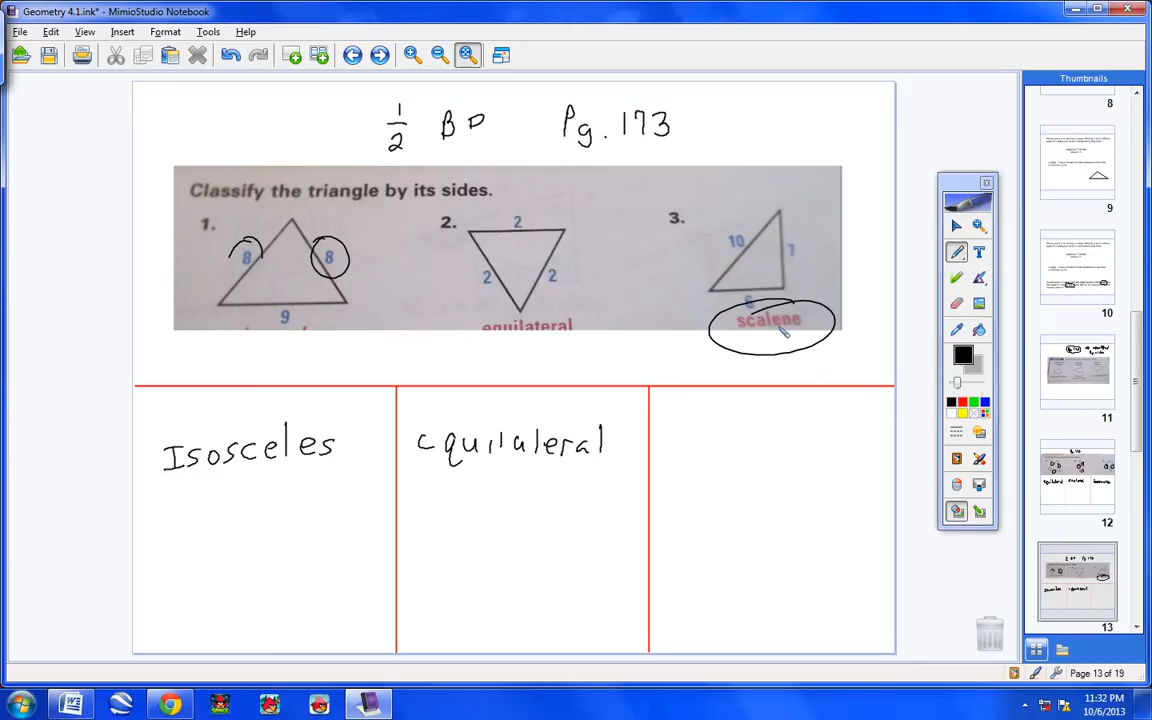 Geometry 4.1.ink* - MimioStudio Notebook
File Edit View Insert Format Tools Help
Thumbnails
1/2 Pg. 173
Classify the triangle by its sides.
1. 8 8 9
2. 2 2 2
equilateral
3. 10 7
scalene
Isosceles
equilateral
8
9
10
11
12
13
Page 13 of 19
11:32 PM
10/6/2013